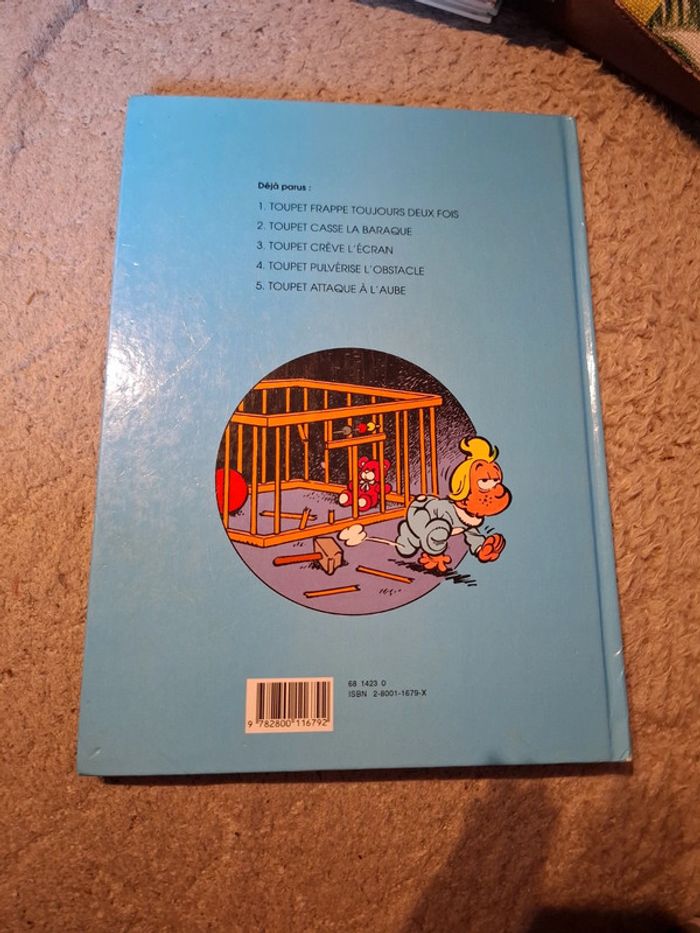 Déjà parus :
1. TOUPET FRAPPE TOUJOURS DEUX FOIS
2. TOUPET CASSE LA BARAQUE
3. TOUPET CRÈVE L'ÉCRAN
4. TOUPET PULVÉRISE L'OBSTACLE
5. TOUPET ATTAQUE À L'AUBE
68 1423 0
ISBN 2-8001-1679-X
9 782800 116792